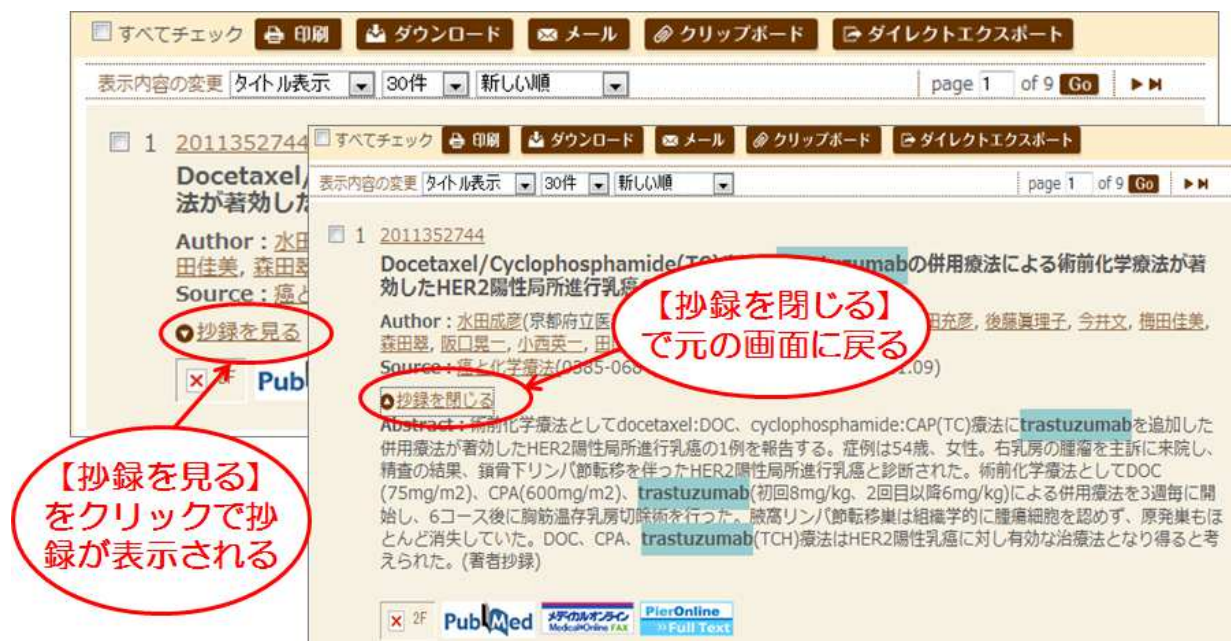 すべてチェック 印刷 ダウンロード メール クリップボード ダイレクトエクスポート
表示内容の変更 タイトル表示 30件 新しい順 page 1 of 9 Go
1 2011352744
Docetaxel/
法が著効した
Author : 水田
田佳美, 森田翠
Source : 癌と
抄録を見る
2F Pub
【抄録を見る】
をクリックで抄
録が表示される
すべてチェック 印刷 ダウンロード メール クリップボード ダイレクトエクスポート
表示内容の変更 タイトル表示 30件 新しい順 page 1 of 9 Go
1 2011352744
Docetaxel/Cyclophosphamide(TC) tuzumabの併用療法による術前化学療法が著
効したHER2陽性局所進行乳癌
Author : 水田成彦(京都府立医 田允彦, 後藤眞理子, 今井文, 梅田佳美,
森田翠, 阪口晃一, 小西英一, 田
Source : 癌と化学療法(0385-068 1.09)
【抄録を閉じる】
で元の画面に戻る
抄録を閉じる
Abstract : 術前化学療法としてdocetaxel:DOC、cyclophosphamide:CAP(TC)療法にtrastuzumabを追加した
併用療法が著効したHER2陽性局所進行乳癌の1例を報告する。症例は54歳、女性。右乳房の腫瘤を主訴に来院し、
精査の結果、鎖骨下リンパ節転移を伴ったHER2陽性局所進行乳癌と診断された。術前化学療法としてDOC
(75mg/m2)、CPA(600mg/m2)、trastuzumab(初回8mg/kg、2回目以降6mg/kg)による併用療法を3週毎に開
始し、6コース後に胸筋温存乳房切除術を行った。腋窩リンパ節転移巣は組織学的に腫瘍細胞を認めず、原発巣もほ
とんど消失していた。DOC、CPA、trastuzumab(TCH)療法はHER2陽性乳癌に対し有効な治療法となり得ると考
えられた。(著者抄録)
2F PubMed メディカルオンライン Medical*Online FAX PierOnline »Full Text